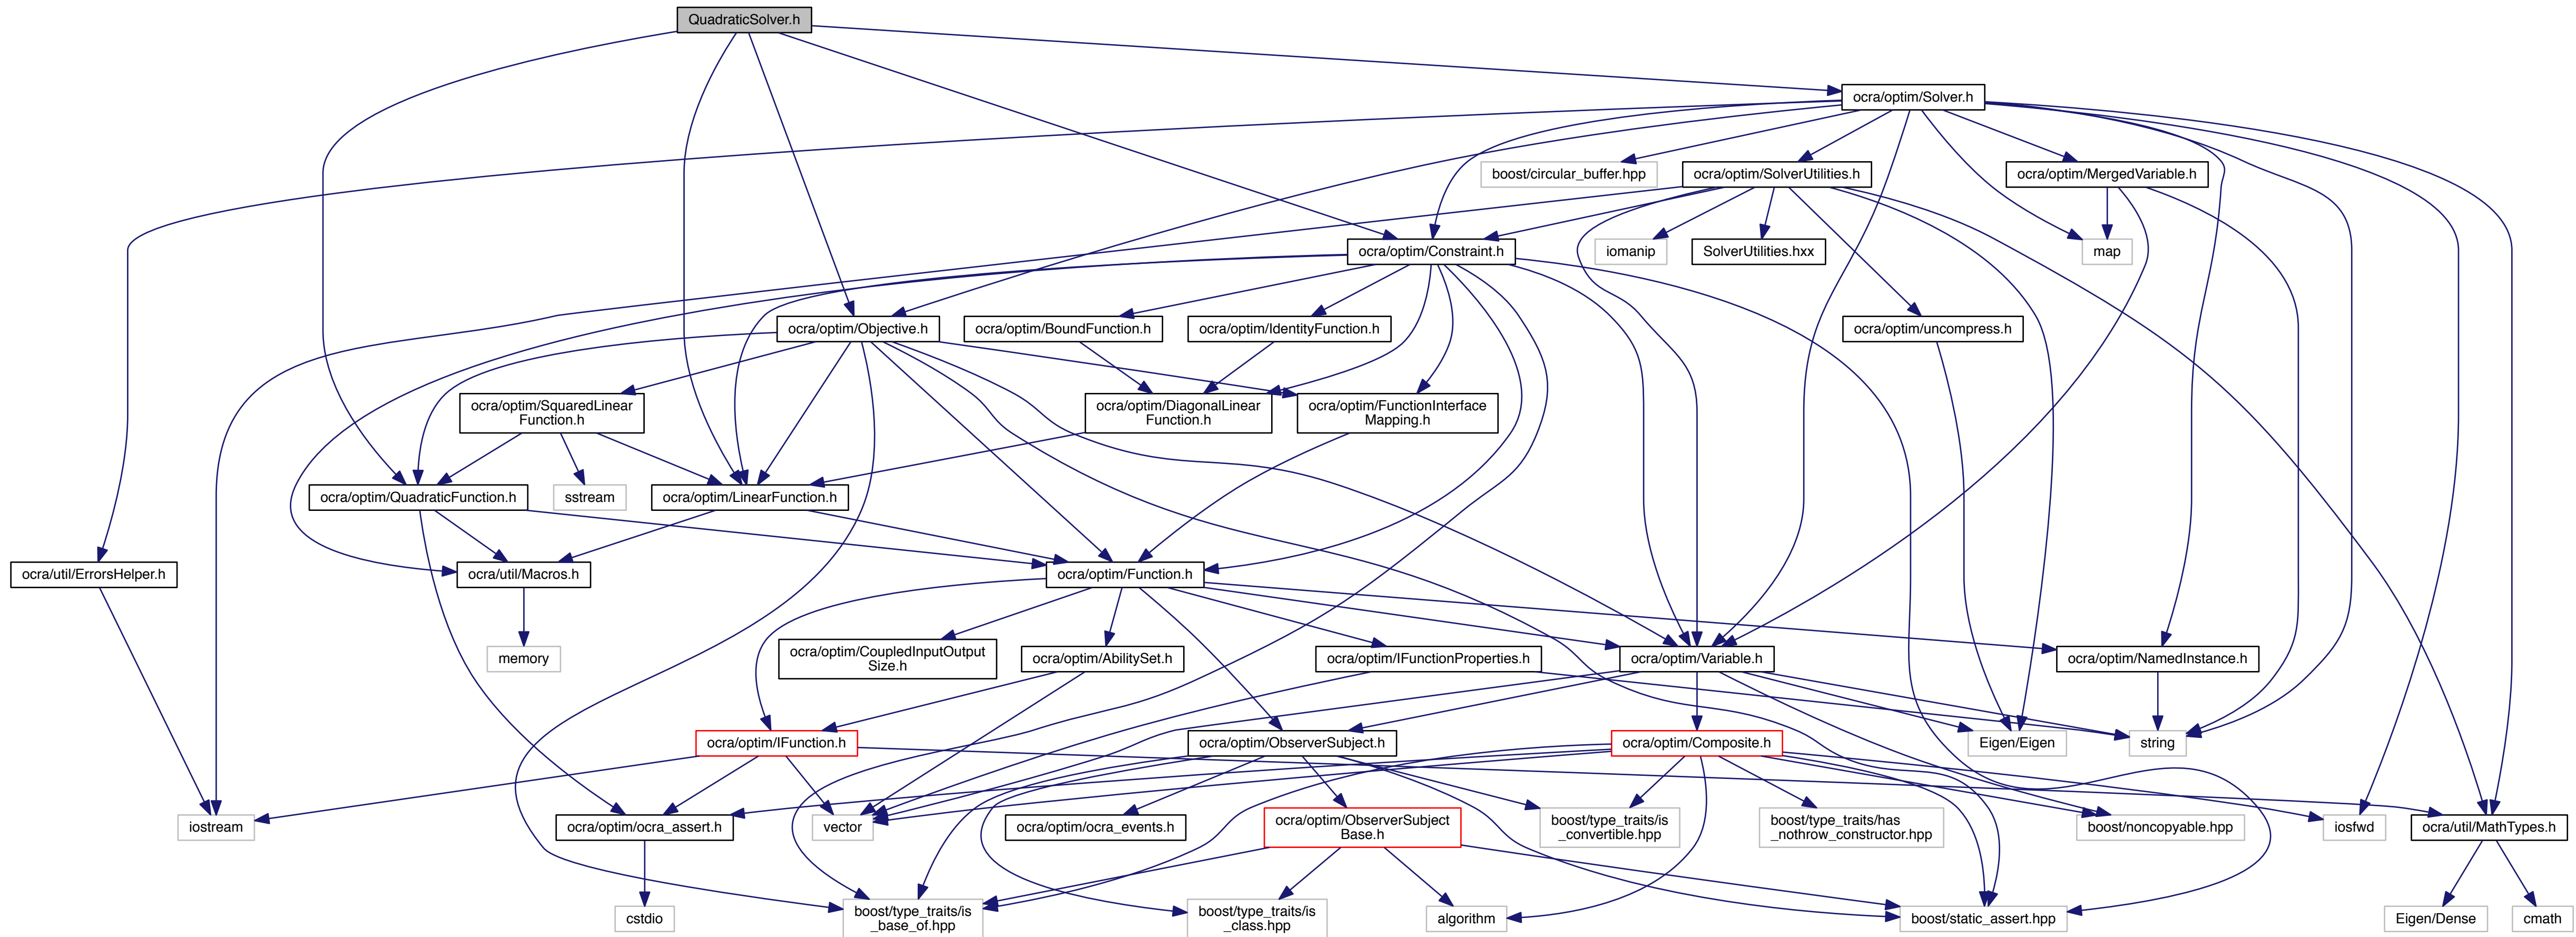 QuadraticSolver.h
ocra/optim/Solver.h
boost/circular_buffer.hpp
ocra/optim/SolverUtilities.h
ocra/optim/MergedVariable.h
ocra/optim/Constraint.h
iomanip
SolverUtilities.hxx
map
ocra/optim/Objective.h
ocra/optim/BoundFunction.h
ocra/optim/IdentityFunction.h
ocra/optim/uncompress.h
ocra/optim/SquaredLinear
Function.h
ocra/optim/DiagonalLinear
Function.h
ocra/optim/FunctionInterface
Mapping.h
ocra/optim/QuadraticFunction.h
sstream
ocra/optim/LinearFunction.h
ocra/util/ErrorsHelper.h
ocra/util/Macros.h
ocra/optim/Function.h
memory
ocra/optim/CoupledInputOutput
Size.h
ocra/optim/AbilitySet.h
ocra/optim/IFunctionProperties.h
ocra/optim/Variable.h
ocra/optim/NamedInstance.h
ocra/optim/IFunction.h
ocra/optim/ObserverSubject.h
ocra/optim/Composite.h
Eigen/Eigen
string
iostream
ocra/optim/ocra_assert.h
vector
ocra/optim/ocra_events.h
ocra/optim/ObserverSubject
Base.h
boost/type_traits/is
_convertible.hpp
boost/type_traits/has
_nothrow_constructor.hpp
boost/noncopyable.hpp
iosfwd
ocra/util/MathTypes.h
cstdio
boost/type_traits/is
_base_of.hpp
boost/type_traits/is
_class.hpp
algorithm
boost/static_assert.hpp
Eigen/Dense
cmath